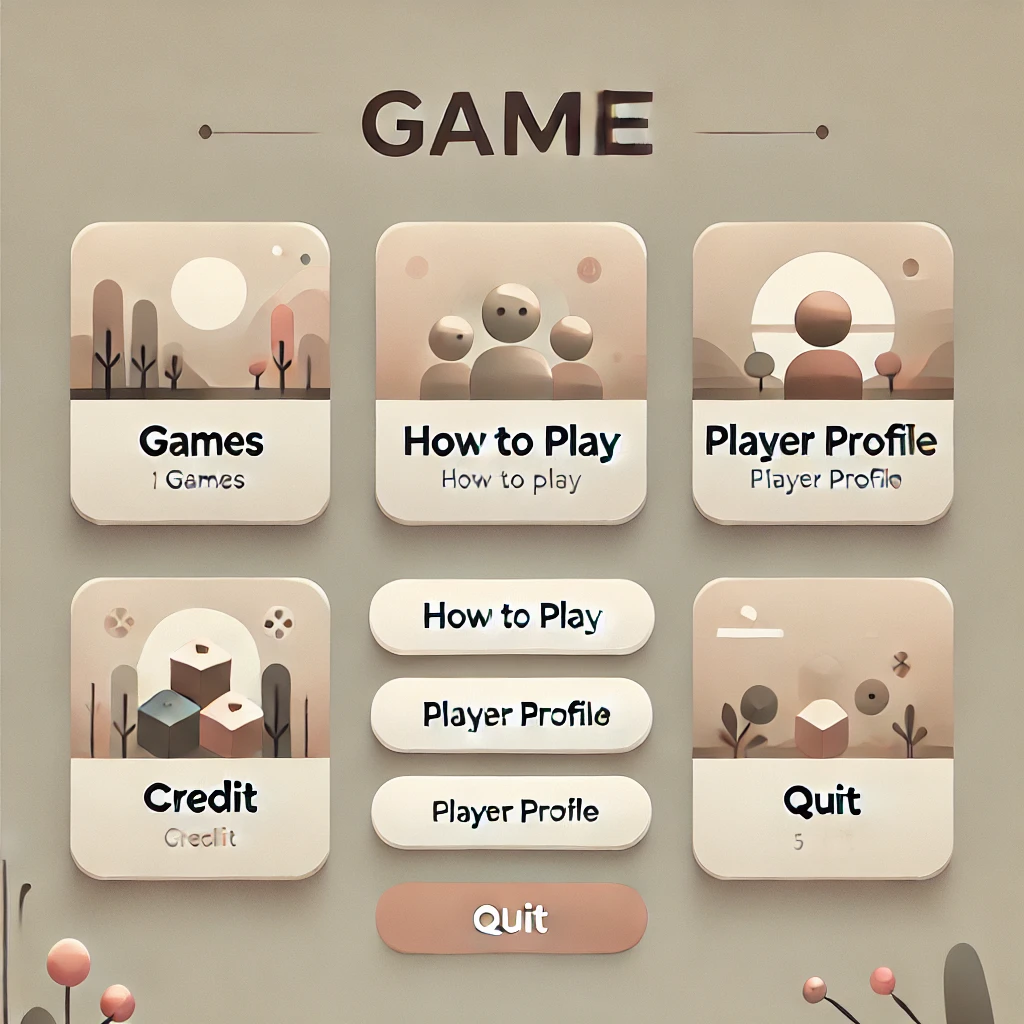 GAME
Games
1 Games
How to Play
How to play
Player Profile
Player Profile
Credit
Credit
How to Play
Player Profile
Player Profile
Quit
Quit
5